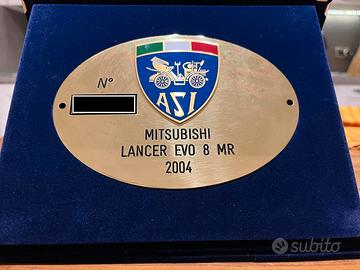 N°
ASI
MITSUBISHI
LANCER EVO 8 MR
2004
subito